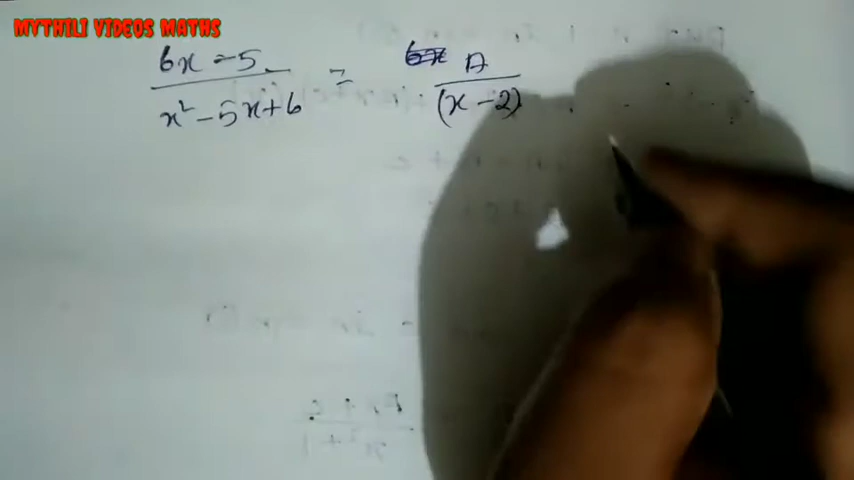 MYTHILI VIDEOS MATHS
6x - 5 = A
x² - 5x + 6 (x - 2)